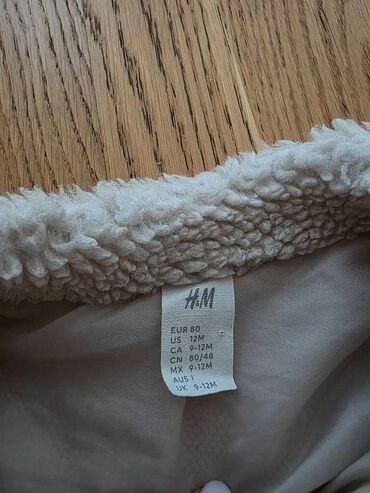 H&M
EUR 80
US 12M
CA 9-12M
CN 80/48
MX 9-12M
AUS 1
UK 9-12M